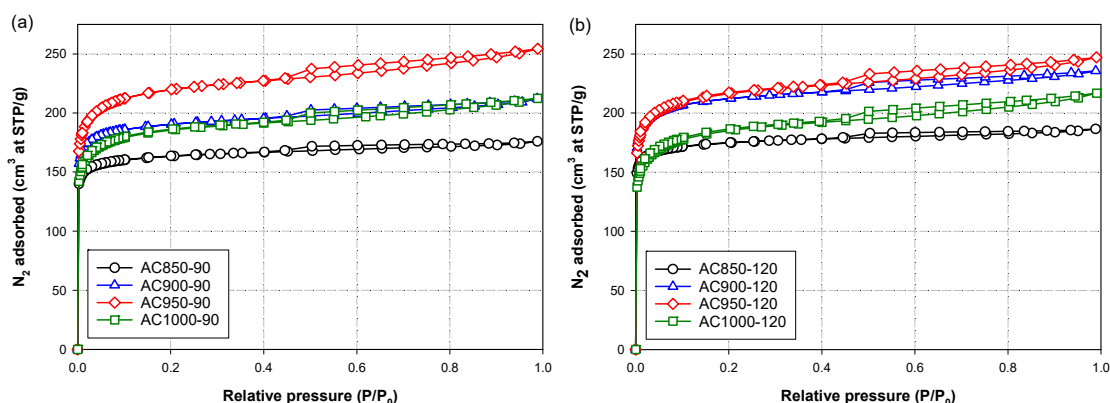 (a)
N2 adsorbed (cm3 at STP/g)
250
200
150
100
50
0
AC850-90
AC900-90
AC950-90
AC1000-90
0.0 0.2 0.4 0.6 0.8 1.0
Relative pressure (P/P0)
(b)
N2 adsorbed (cm3 at STP/g)
250
200
150
100
50
0
AC850-120
AC900-120
AC950-120
AC1000-120
0.0 0.2 0.4 0.6 0.8 1.0
Relative pressure (P/P0)